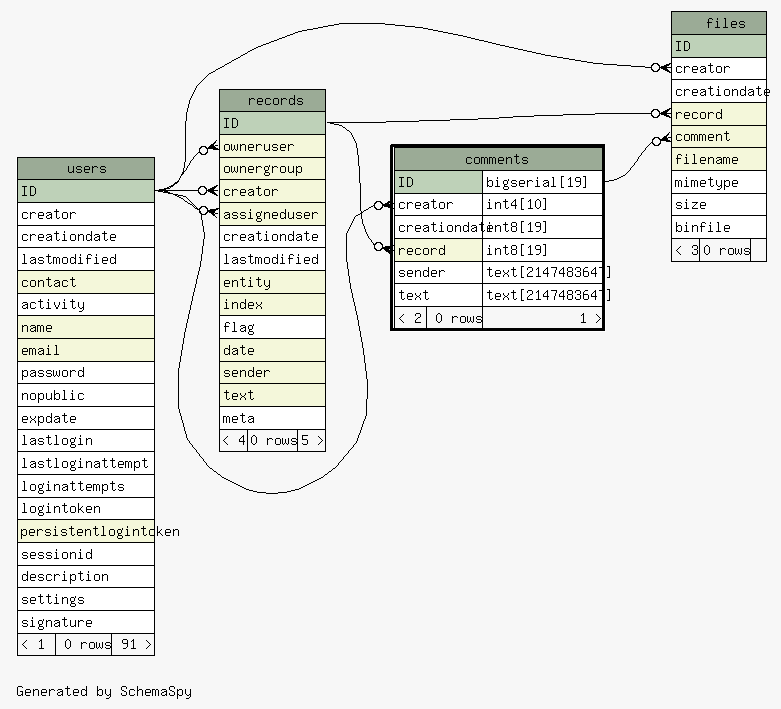 files
ID
creator
creationdate
record
comment
filename
mimetype
size
binfile
< 3 0 rows
records
ID
owneruser
ownergroup
creator
assigneduser
creationdate
lastmodified
entity
index
flag
date
sender
text
meta
< 4 0 rows 5 >
comments
ID bigserial[19]
creator int4[10]
creationdate int8[19]
record int8[19]
sender text[2147483647]
text text[2147483647]
< 2 0 rows 1 >
users
ID
creator
creationdate
lastmodified
contact
activity
name
email
password
nopublic
expdate
lastlogin
lastloginattempt
loginattempts
logintoken
persistentlogintoken
sessionid
description
settings
signature
< 1 0 rows 91 >
Generated by SchemaSpy